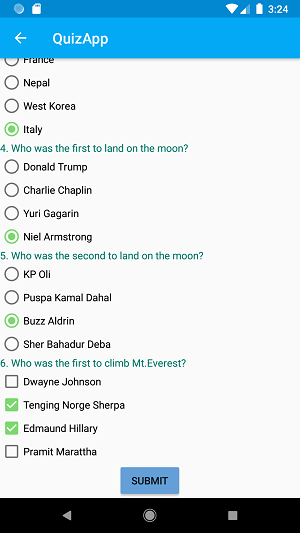 3:24
QuizApp
France
Nepal
West Korea
Italy
4. Who was the first to land on the moon?
Donald Trump
Charlie Chaplin
Yuri Gagarin
Niel Armstrong
5. Who was the second to land on the moon?
KP Oli
Puspa Kamal Dahal
Buzz Aldrin
Sher Bahadur Deba
6. Who was the first to climb Mt.Everest?
Dwayne Johnson
Tenging Norge Sherpa
Edmaund Hillary
Pramit Marattha
SUBMIT